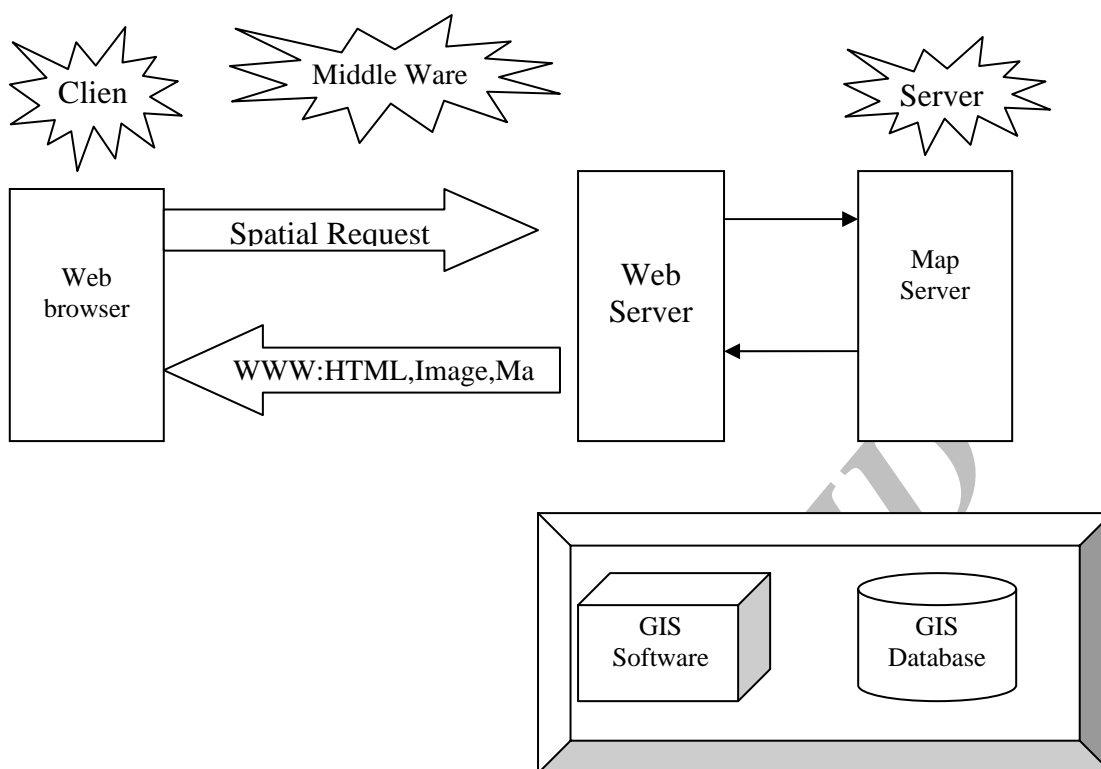 Clien
Middle Ware
Server
Spatial Request
Web
browser
Web
Server
Map
Server
WWW:HTML,Image,Ma
GIS
Software
GIS
Database